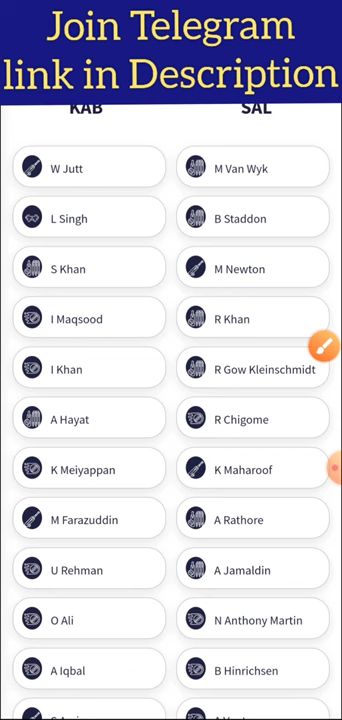 Join Telegram
link in Description
KAB SAL
W Jutt M Van Wyk
L Singh B Staddon
S Khan M Newton
I Maqsood R Khan
I Khan R Gow Kleinschmidt
A Hayat R Chigome
K Meiyappan K Maharoof
M Farazuddin A Rathore
U Rehman A Jamaldin
O Ali N Anthony Martin
A Iqbal B Hinrichsen